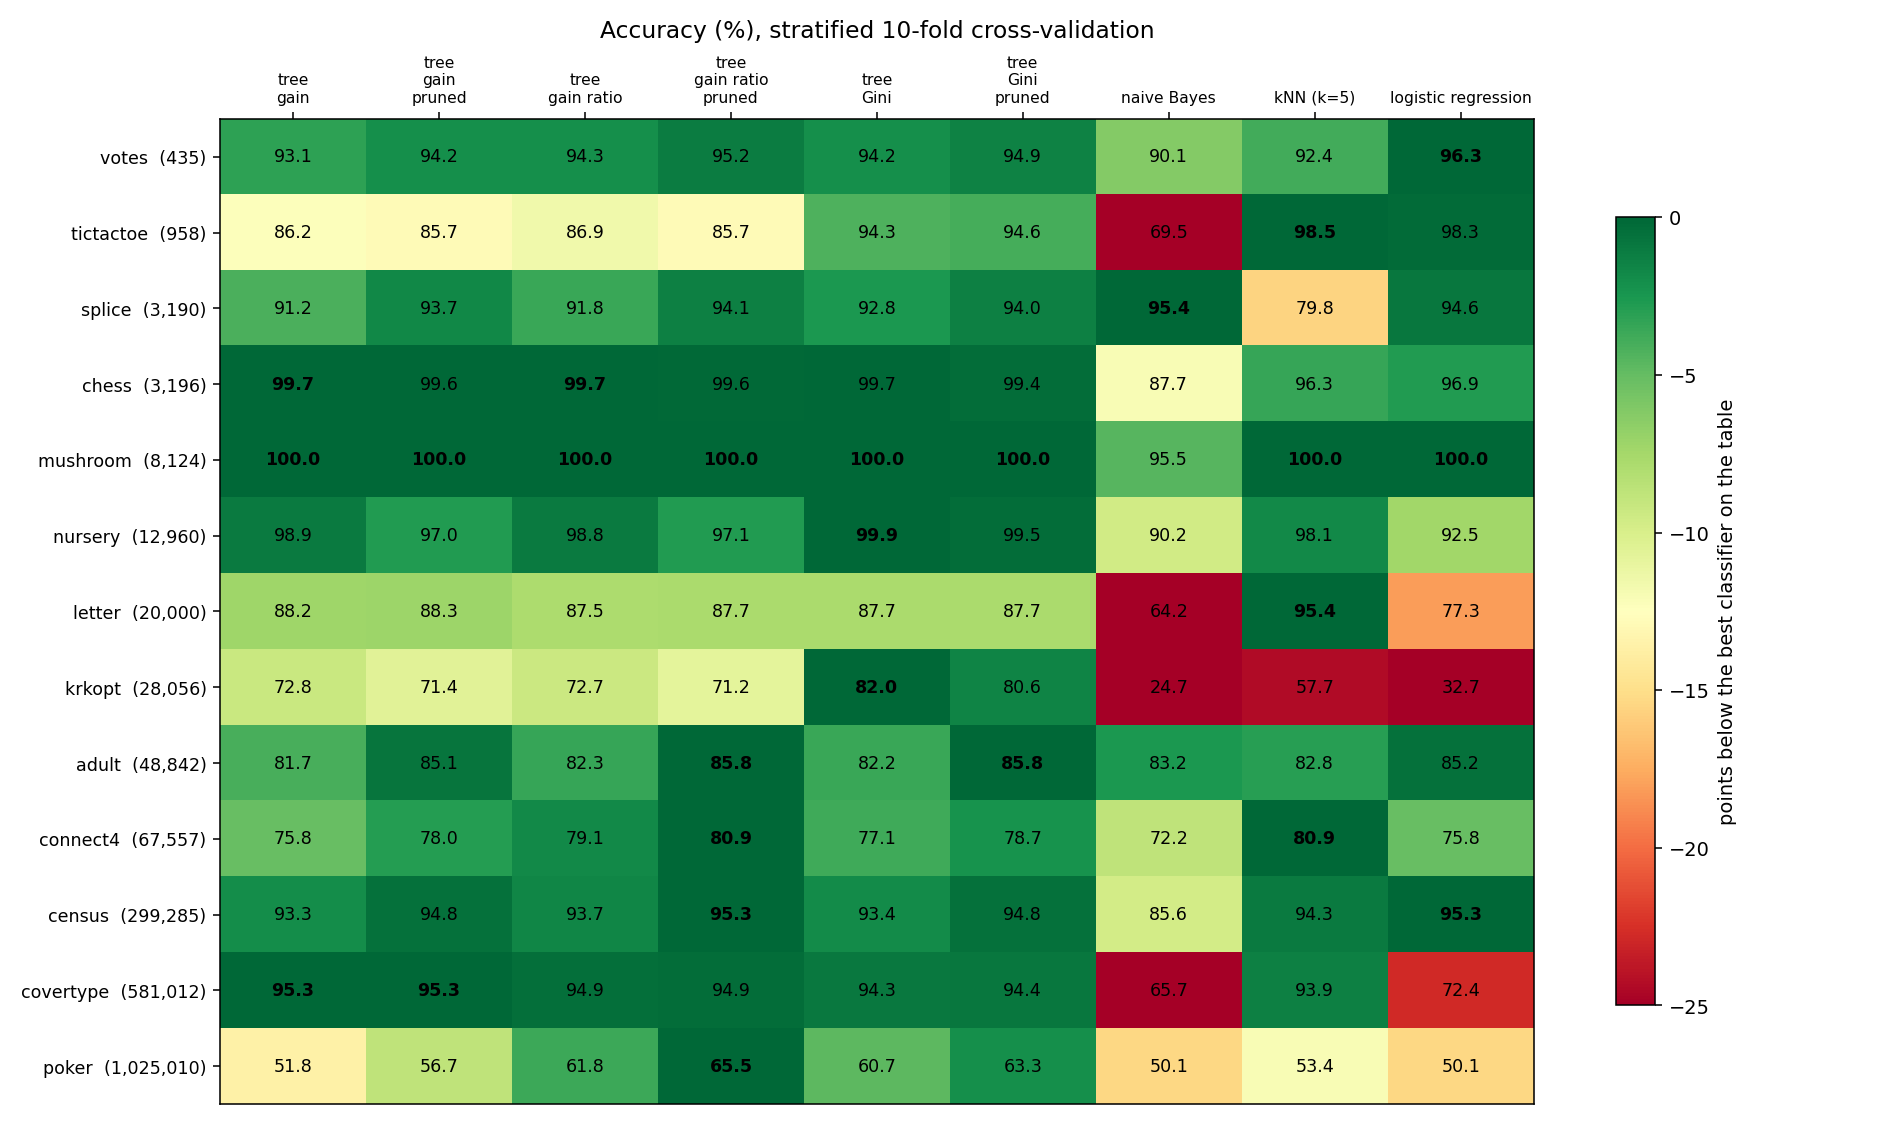 Accuracy (%), stratified 10-fold cross-validation
tree
gain
tree
gain
pruned
tree
gain ratio
tree
gain ratio
pruned
tree
Gini
tree
Gini
pruned
naive Bayes
kNN (k=5)
logistic regression
votes (435) 93.1 94.2 94.3 95.2 94.2 94.9 90.1 92.4 96.3
tictactoe (958) 86.2 85.7 86.9 85.7 94.3 94.6 69.5 98.5 98.3
splice (3,190) 91.2 93.7 91.8 94.1 92.8 94.0 95.4 79.8 94.6
chess (3,196) 99.7 99.6 99.7 99.6 99.7 99.4 87.7 96.3 96.9
mushroom (8,124) 100.0 100.0 100.0 100.0 100.0 100.0 95.5 100.0 100.0
nursery (12,960) 98.9 97.0 98.8 97.1 99.9 99.5 90.2 98.1 92.5
letter (20,000) 88.2 88.3 87.5 87.7 87.7 87.7 64.2 95.4 77.3
krkopt (28,056) 72.8 71.4 72.7 71.2 82.0 80.6 24.7 57.7 32.7
adult (48,842) 81.7 85.1 82.3 85.8 82.2 85.8 83.2 82.8 85.2
connect4 (67,557) 75.8 78.0 79.1 80.9 77.1 78.7 72.2 80.9 75.8
census (299,285) 93.3 94.8 93.7 95.3 93.4 94.8 85.6 94.3 95.3
covertype (581,012) 95.3 95.3 94.9 94.9 94.3 94.4 65.7 93.9 72.4
poker (1,025,010) 51.8 56.7 61.8 65.5 60.7 63.3 50.1 53.4 50.1
0
−5
−10
−15
−20
−25
points below the best classifier on the table